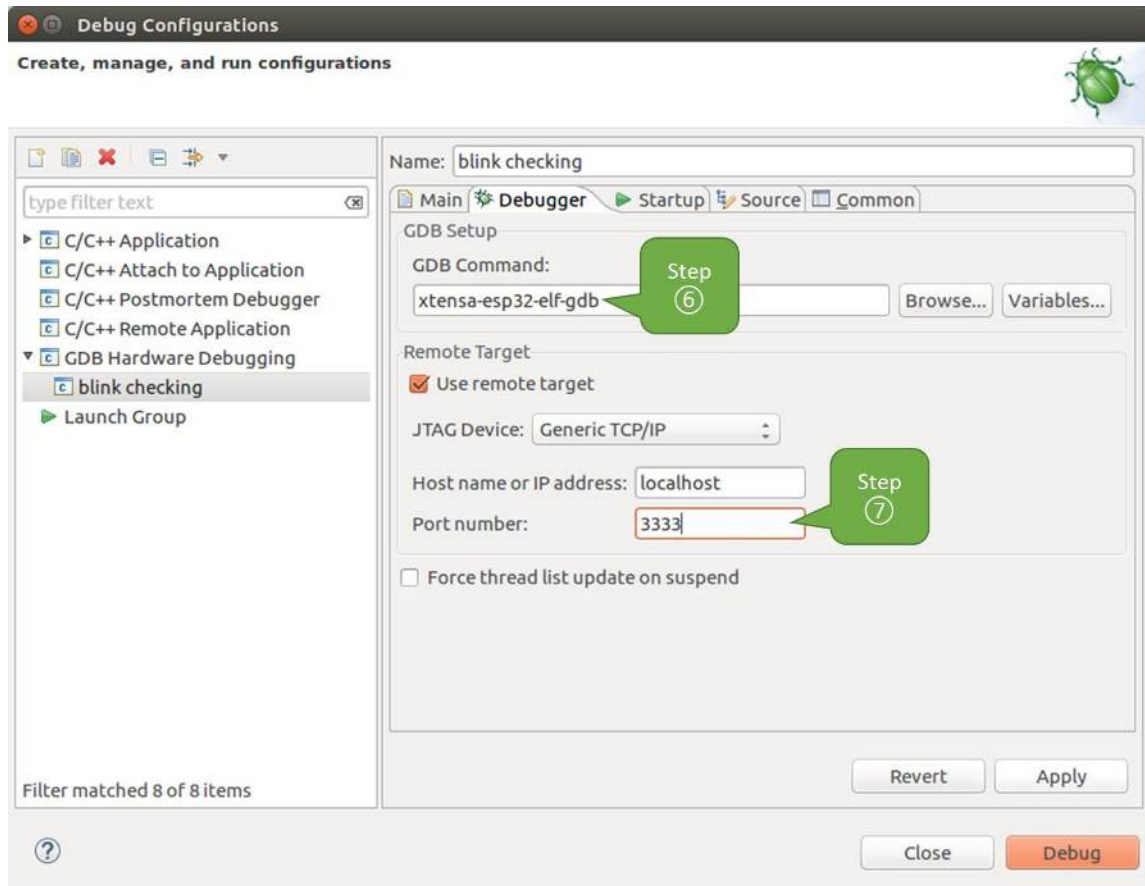 Debug Configurations
Create, manage, and run configurations
type filter text
C/C++ Application
C/C++ Attach to Application
C/C++ Postmortem Debugger
C/C++ Remote Application
GDB Hardware Debugging
blink checking
Launch Group
Filter matched 8 of 8 items
Name: blink checking
Main Debugger Startup Source Common
GDB Setup
GDB Command:
xtensa-esp32-elf-gdb Browse... Variables...
Step
⑥
Remote Target
Use remote target
JTAG Device: Generic TCP/IP
Host name or IP address: localhost
Port number: 3333
Step
⑦
Force thread list update on suspend
Revert Apply
? Close Debug